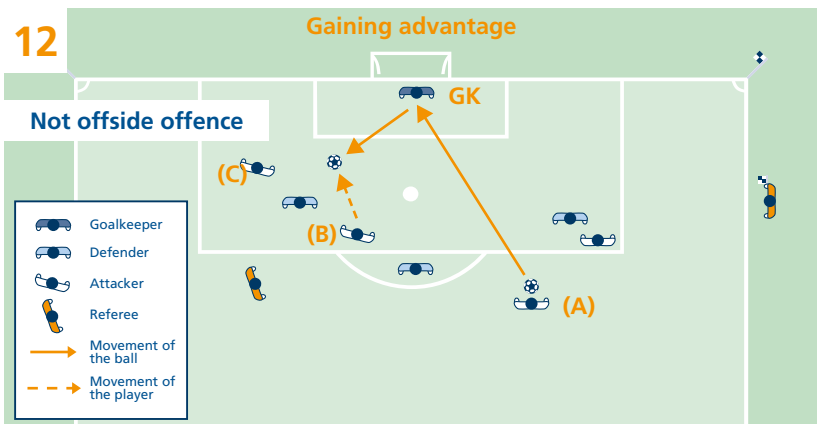 12
Gaining advantage
GK
Not offside offence
(C)
(B)
(A)
Goalkeeper
Defender
Attacker
Referee
Movement of
the ball
Movement of
the player